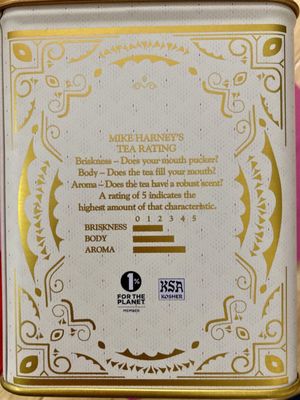 MIKE HARNEY'S
TEA RATING
Briskness – Does your mouth pucker?
Body – Does the tea fill your mouth?
Aroma – Does the tea have a robust scent?
A rating of 5 indicates the
highest amount of that characteristic.
0 1 2 3 4 5
BRISKNESS
BODY
AROMA
1%
FOR THE
PLANET
MEMBER
KSA
KOSHER